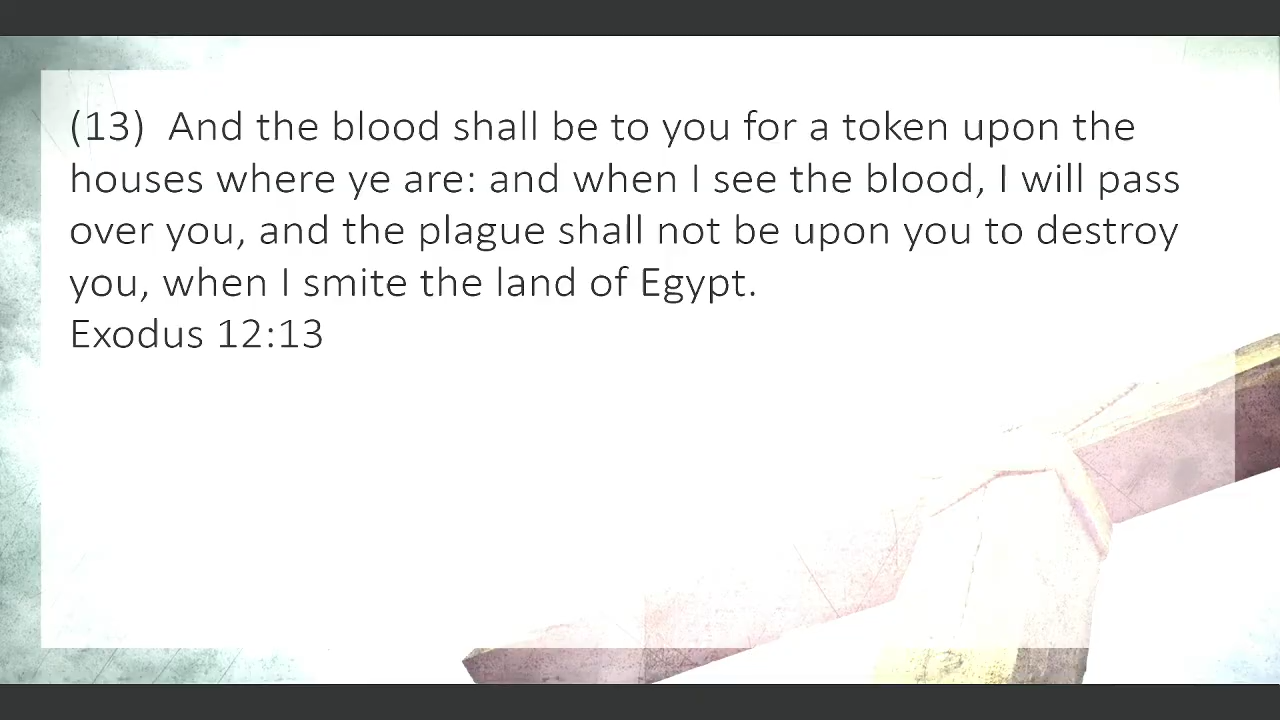 (13)  And the blood shall be to you for a token upon the
houses where ye are: and when I see the blood, I will pass
over you, and the plague shall not be upon you to destroy
you, when I smite the land of Egypt.
Exodus 12:13